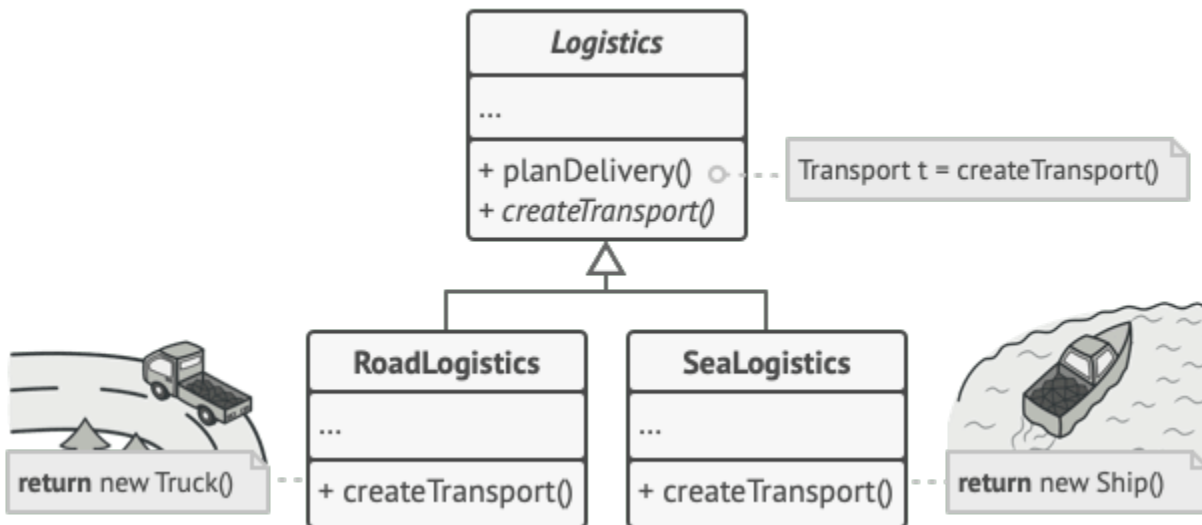 Logistics
...
+ planDelivery()
+ createTransport()
Transport t = createTransport()
RoadLogistics
...
+ createTransport()
return new Truck()
SeaLogistics
...
+ createTransport()
return new Ship()